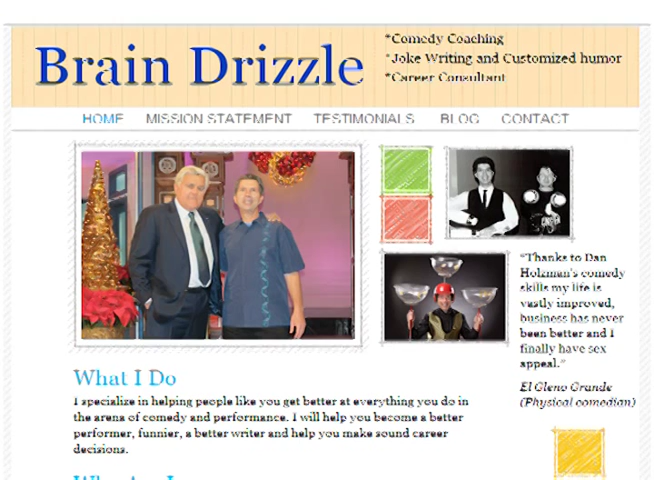 Brain Drizzle
*Comedy Coaching
*Joke Writing and Customized humor
*Career Consultant
HOME MISSION STATEMENT TESTIMONIALS BLOG CONTACT
"Thanks to Dan
Holzman's comedy
skills my life is
vastly improved,
business has never
been better and I
finally have sex
appeal."
El Gleno Grande
(Physical comedian)
What I Do
I specialize in helping people like you get better at everything you do in
the arena of comedy and performance. I will help you become a better
performer, funnier, a better writer and help you make sound career
decisions.